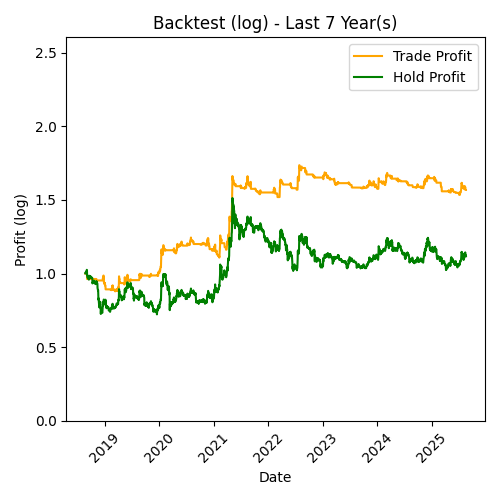 Backtest (log) - Last 7 Year(s)
Trade Profit
Hold Profit
Profit (log)
2.5
2.0
1.5
1.0
0.5
0.0
2019
2020
2021
2022
2023
2024
2025
Date